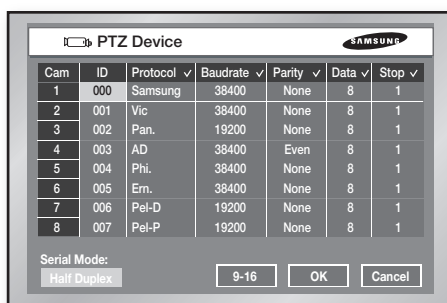 PTZ Device
SAMSUNG
Cam ID Protocol ✓ Baudrate ✓ Parity ✓ Data ✓ Stop ✓
1 000 Samsung 38400 None 8 1
2 001 Vic 38400 None 8 1
3 002 Pan. 19200 None 8 1
4 003 AD 38400 Even 8 1
5 004 Phi. 38400 None 8 1
6 005 Ern. 38400 None 8 1
7 006 Pel-D 19200 None 8 1
8 007 Pel-P 19200 None 8 1
Serial Mode:
Half Duplex 9-16 OK Cancel